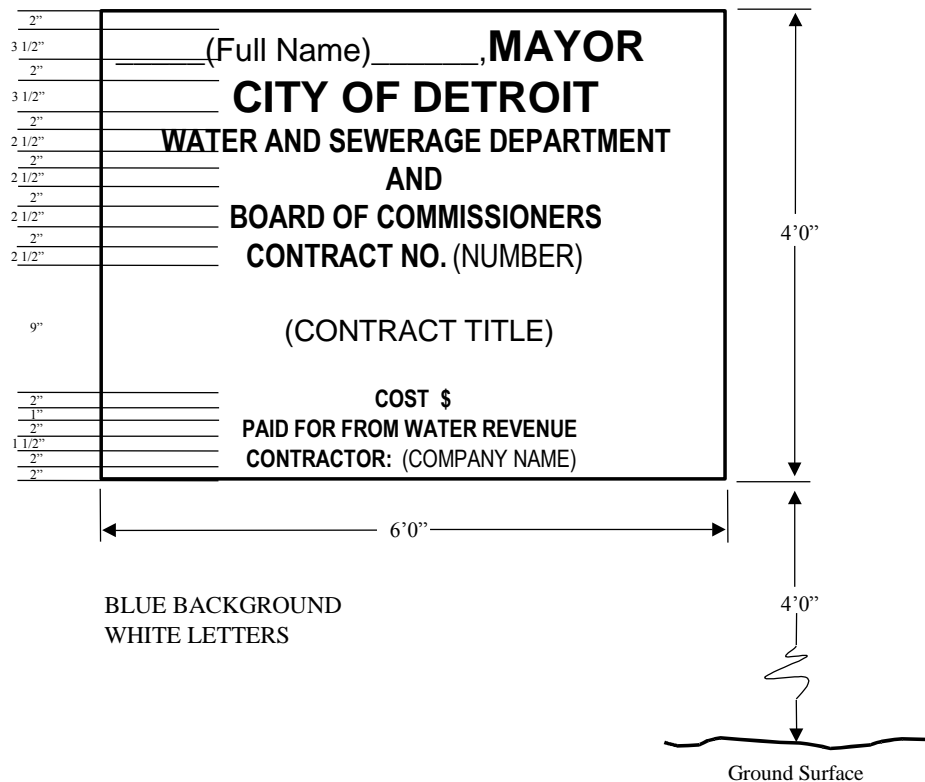 2”
3 1/2” _____(Full Name)______,MAYOR
2”
3 1/2” CITY OF DETROIT
2”
2 1/2” WATER AND SEWERAGE DEPARTMENT
2”
2 1/2” AND
2”
2 1/2” BOARD OF COMMISSIONERS
2”
2 1/2” CONTRACT NO. (NUMBER)
4’0”
9” (CONTRACT TITLE)
2” COST $
1”
2” PAID FOR FROM WATER REVENUE
1 1/2”
2” CONTRACTOR: (COMPANY NAME)
2”
6’0”
BLUE BACKGROUND
WHITE LETTERS
4’0”
Ground Surface